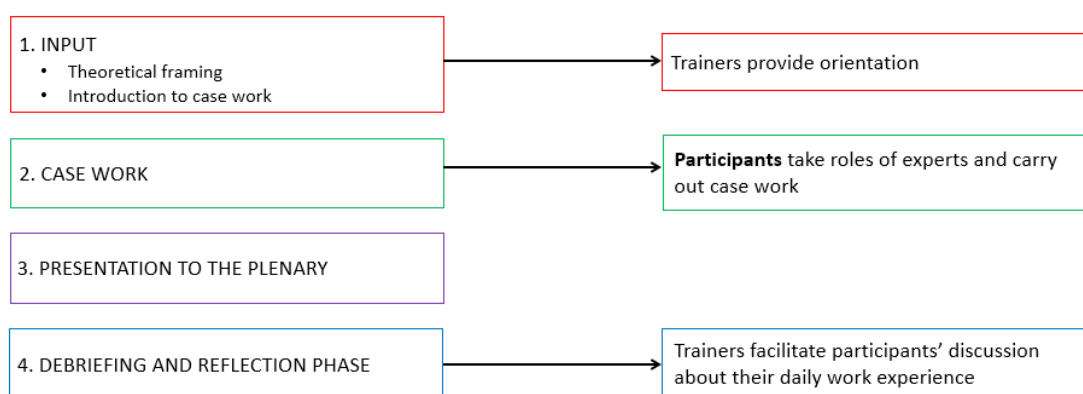 1. INPUT
• Theoretical framing
• Introduction to case work
Trainers provide orientation
2. CASE WORK
Participants take roles of experts and carry
out case work
3. PRESENTATION TO THE PLENARY
4. DEBRIEFING AND REFLECTION PHASE
Trainers facilitate participants’ discussion
about their daily work experience